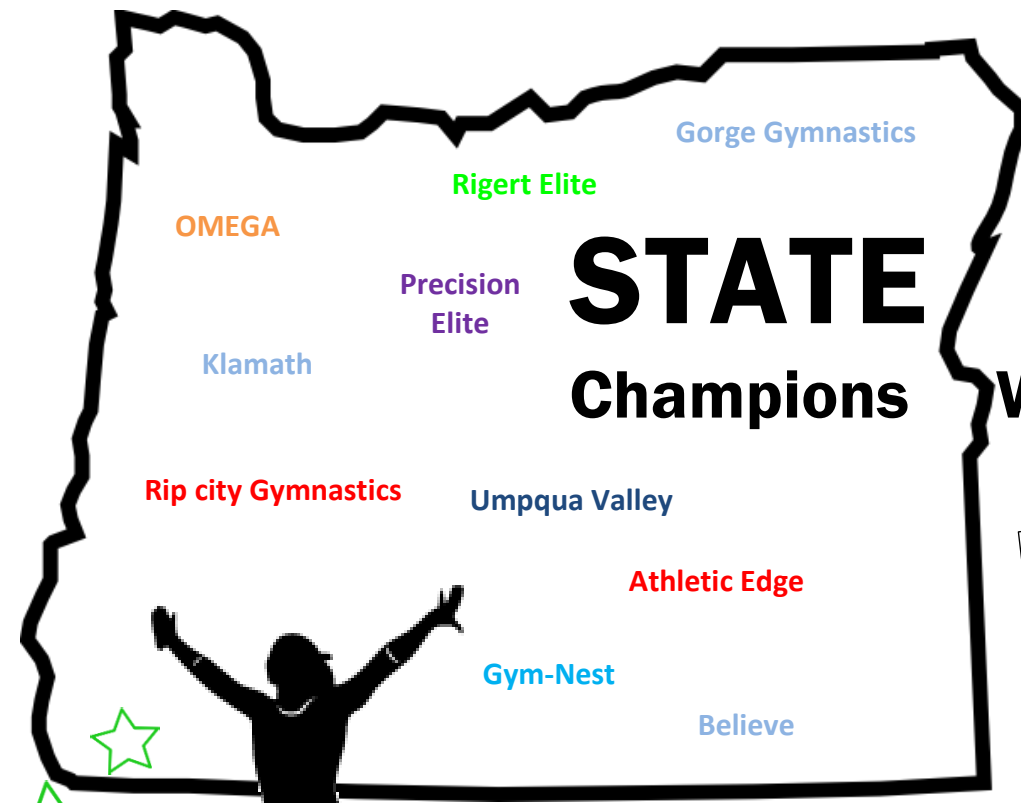 Gorge Gymnastics
Rigert Elite
OMEGA
STATE
Precision
Elite
Klamath
Champions
Rip city Gymnastics
Umpqua Valley
Athletic Edge
Gym-Nest
Believe